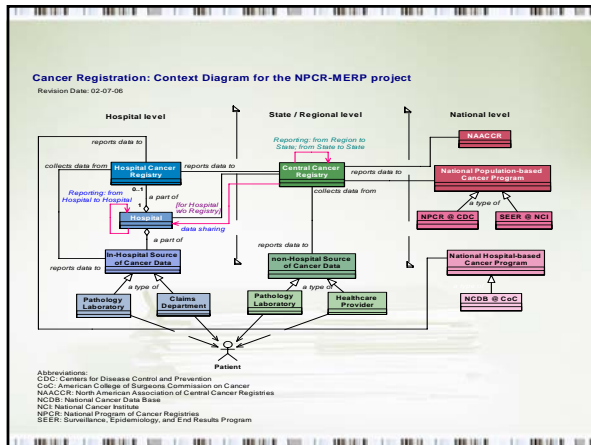 Cancer Registration: Context Diagram for the NPCR-MERP project
Revision Date: 02-07-06
Hospital level
State / Regional level
National level
reports data to
collects data from
Hospital Cancer
Registry
reports data to
0..1
a part of
1
Reporting: from
Hospital to Hospital
Hospital
[for Hospital
w/o Registry]
data sharing
a part of
In-Hospital Source
of Cancer Data
reports data to
a type of
Pathology
Laboratory
Claims
Department
Reporting: from Region to
State; from State to State
Central Cancer
Registry
reports data to
collects data from
reports data to
non-Hospital Source
of Cancer Data
a type of
Pathology
Laboratory
Healthcare
Provider
Patient
NAACCR
National Population-based
Cancer Program
a type of
NPCR @ CDC
SEER @ NCI
National Hospital-based
Cancer Program
NCDB @ CoC
Abbreviations:
CDC: Centers for Disease Control and Prevention
CoC: American College of Surgeons Commission on Cancer
NAACCR: North American Association of Central Cancer Registries
NCDB: National Cancer Data Base
NCI: National Cancer Institute
NPCR: National Program of Cancer Registries
SEER: Surveillance, Epidemiology, and End Results Program